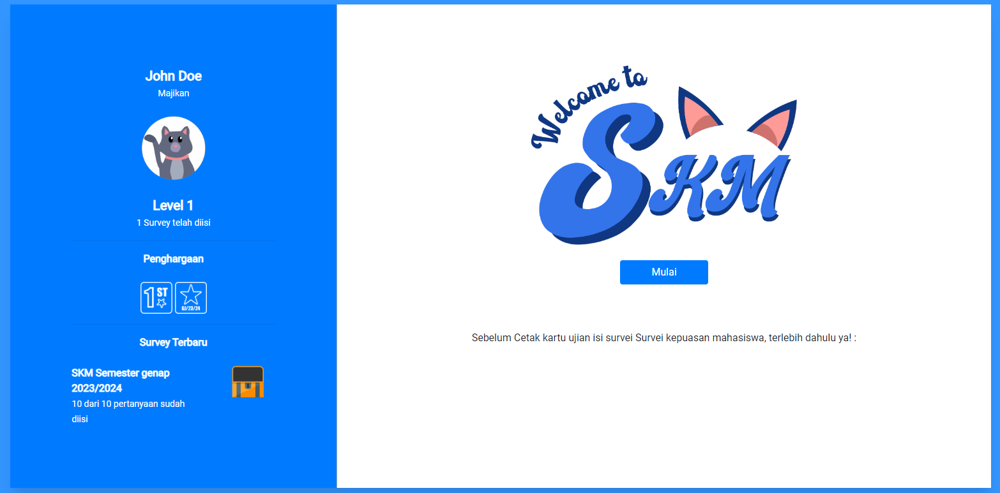 John Doe
Majikan
Level 1
1 Survey telah diisi
Penghargaan
1ST
GJ/23/24
Survey Terbaru
SKM Semester genap
2023/2024
10 dari 10 pertanyaan sudah
diisi
Welcome to
SKM
Mulai
Sebelum Cetak kartu ujian isi survei Survei kepuasan mahasiswa, terlebih dahulu ya! :